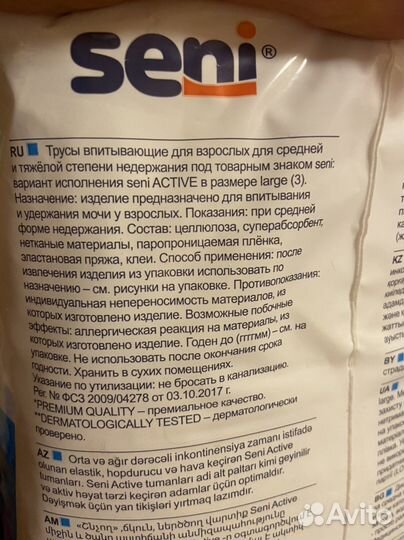 seni®
RU Трусы впитывающие для взрослых для средней
и тяжёлой степени недержания под товарным знаком seni:
вариант исполнения seni ACTIVE в размере large (3).
Назначение: изделие предназначено для впитывания
и удержания мочи у взрослых. Показания: при средней
форме недержания. Состав: целлюлоза, суперабсорбент,
нетканые материалы, паропроницаемая плёнка,
эластановая пряжа, клеи. Способ применения: после
извлечения изделия из упаковки использовать по
назначению – см. рисунки на упаковке. Противопоказания:
индивидуальная непереносимость материалов, из
которых изготовлено изделие. Возможные побочные
эффекты: аллергическая реакция на материалы, из
которых изготовлено изделие. Годен до (ггггмм) – см. на
упаковке. Не использовать после окончания срока
годности. Хранить в сухих помещениях.
Указание по утилизации: не бросать в канализацию.
Рег. № ФСЗ 2009/04278 от 03.10.2017 г.
*PREMIUM QUALITY – премиальное качество.
**DERMATOLOGICALLY TESTED – дерматологически
проверено.
AZ Orta və ağır dərəcəli inkontinensiya zamanı istifadə
olunan elastik, hopdurucu və hava keçirən Seni Active
tumanları. Seni Active tumanları adi alt paltarı kimi geyinilir
və aktiv həyat tərzi keçirən adamlar üçün optimaldır.
Dəyişmək üçün yan tikişləri yırtmaq lazımdır.
AM
KZ
BY
UA
large.
Avito